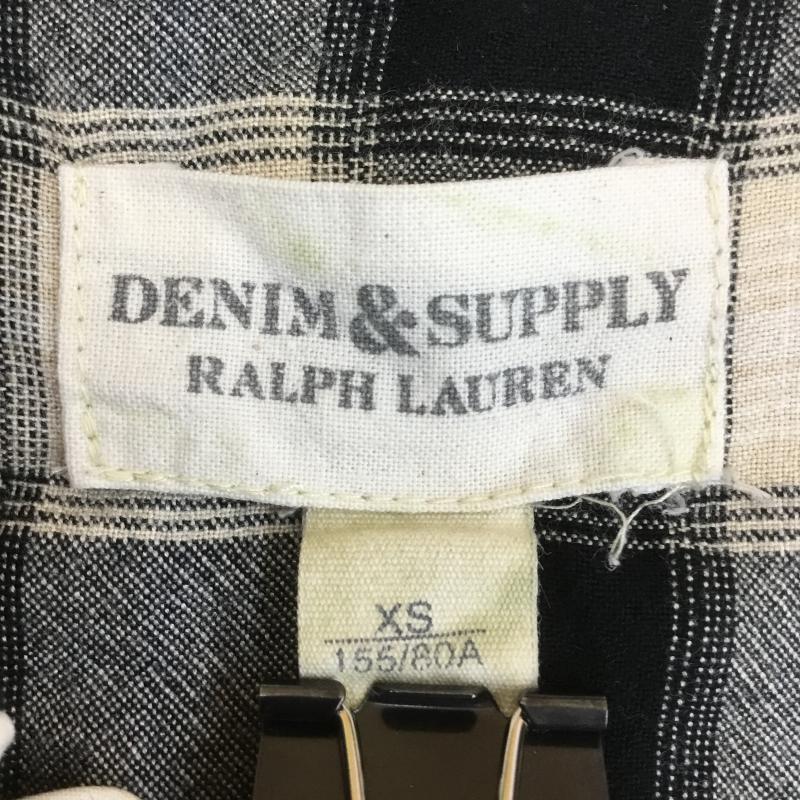 DENIM & SUPPLY
RALPH LAUREN
XS
155/80A